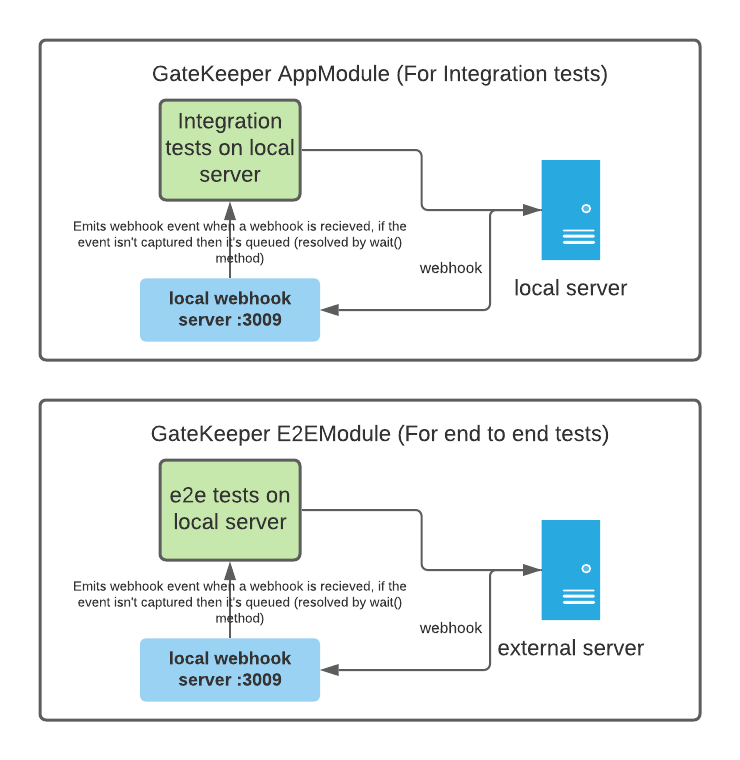 GateKeeper AppModule (For Integration tests)
Integration
tests on local
server
Emits webhook event when a webhook is recieved, if the
event isn't captured then it's queued (resolved by wait()
method)
webhook
local server
local webhook
server :3009
GateKeeper E2EModule (For end to end tests)
e2e tests on
local server
Emits webhook event when a webhook is recieved, if the
event isn't captured then it's queued (resolved by wait()
method)
webhook
external server
local webhook
server :3009